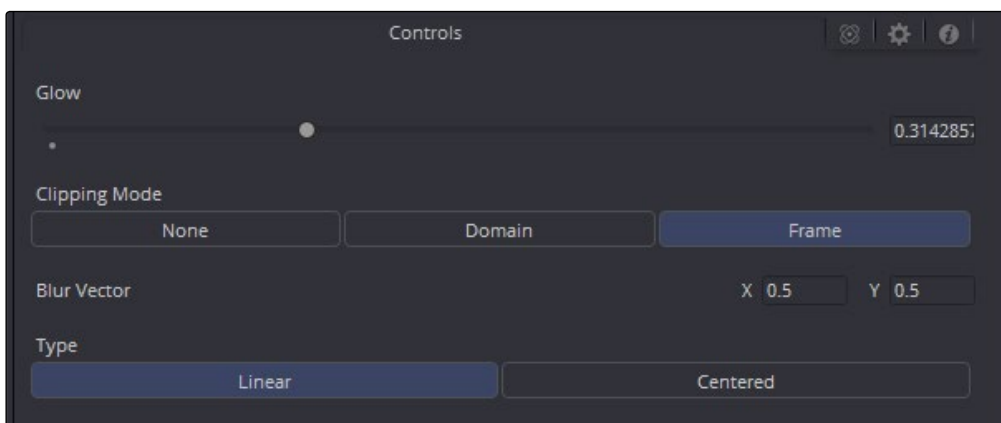 Controls
Glow
0.3142857
Clipping Mode
None Domain Frame
Blur Vector X 0.5 Y 0.5
Type
Linear Centered